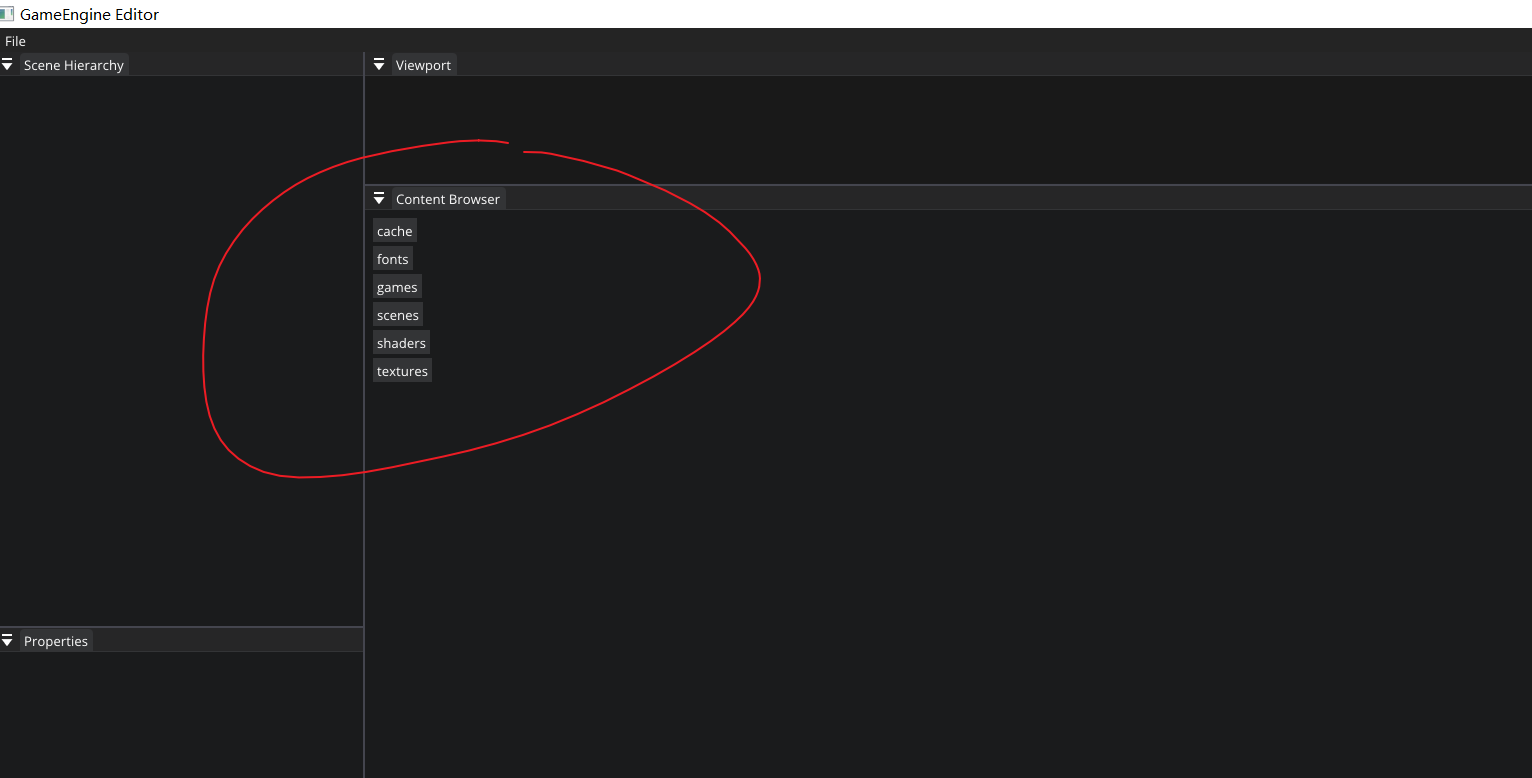 GameEngine Editor
File
Scene Hierarchy
Viewport
Content Browser
cache
fonts
games
scenes
shaders
textures
Properties